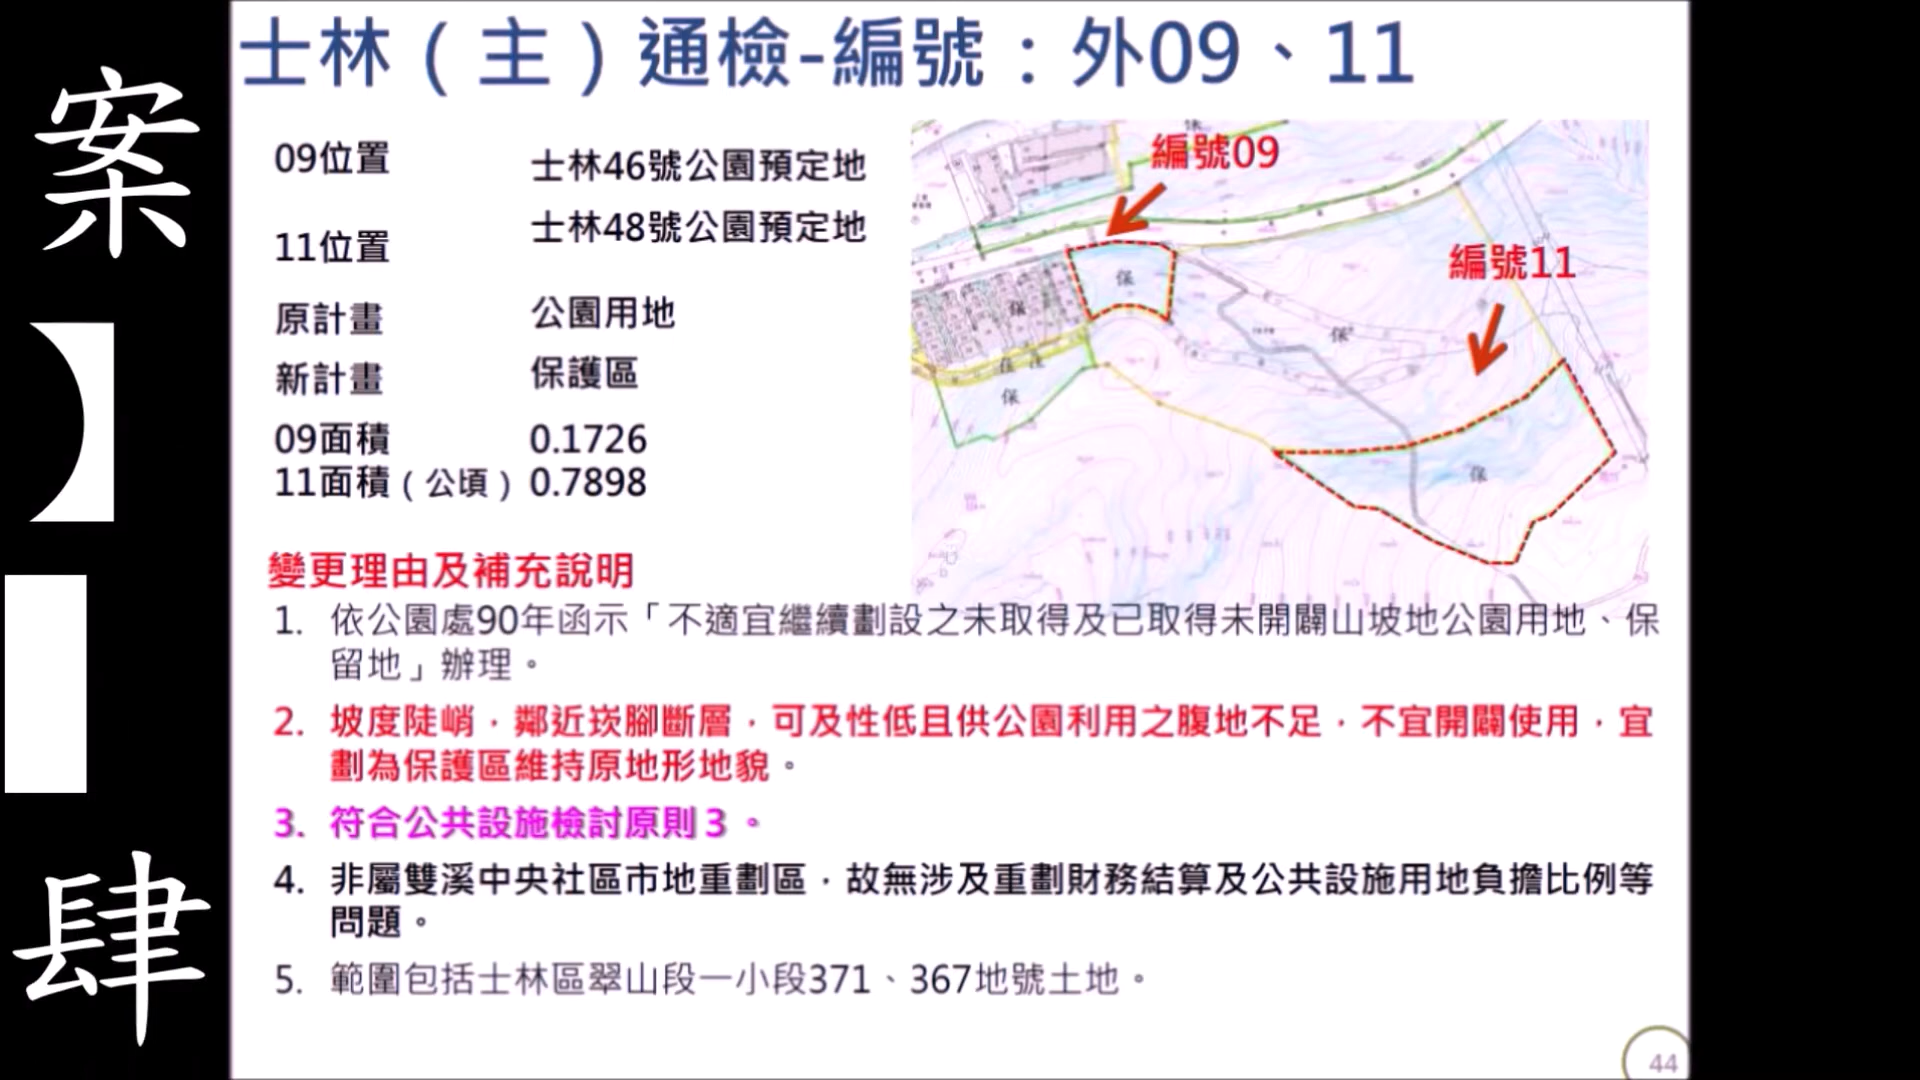 案
】
肆
士林（主）通檢-編號：外09、11
09位置 士林46號公園預定地
11位置 士林48號公園預定地
原計畫 公園用地
新計畫 保護區
09面積 0.1726
11面積（公頃）0.7898
編號09
編號11
保
保
保
保
保
保
變更理由及補充說明
1. 依公園處90年函示「不適宜繼續劃設之未取得及已取得未開闢山坡地公園用地、保
留地」辦理。
2. 坡度陡峭，鄰近崁腳斷層，可及性低且供公園利用之腹地不足，不宜開闢使用，宜
劃為保護區維持原地形地貌。
3. 符合公共設施檢討原則3。
4. 非屬雙溪中央社區市地重劃區，故無涉及重劃財務結算及公共設施用地負擔比例等
問題。
5. 範圍包括士林區翠山段一小段371、367地號土地。
44